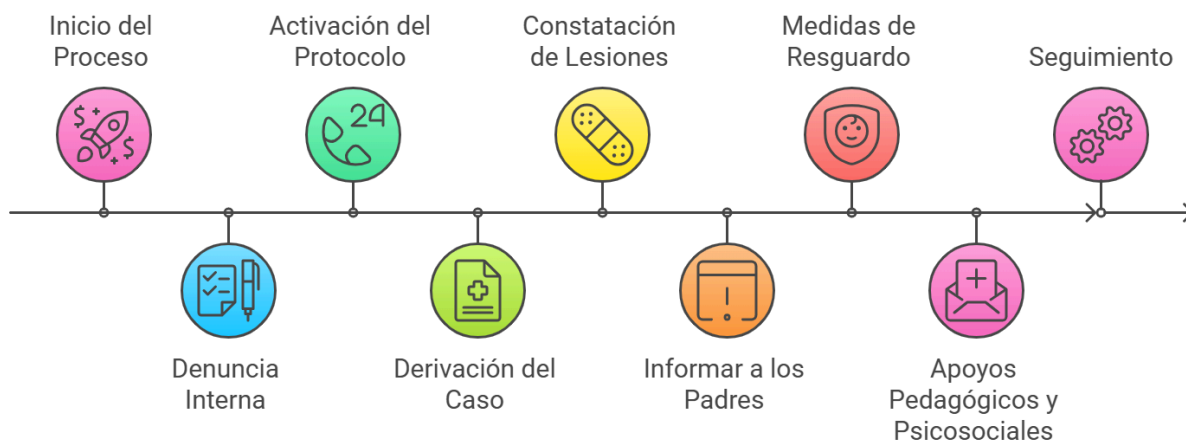 Inicio del
Proceso
Activación del
Protocolo
Constatación
de Lesiones
Medidas de
Resguardo
Seguimiento
24
$
$
Denuncia
Interna
Derivación del
Caso
Informar a los
Padres
Apoyos
Pedagógicos y
Psicosociales